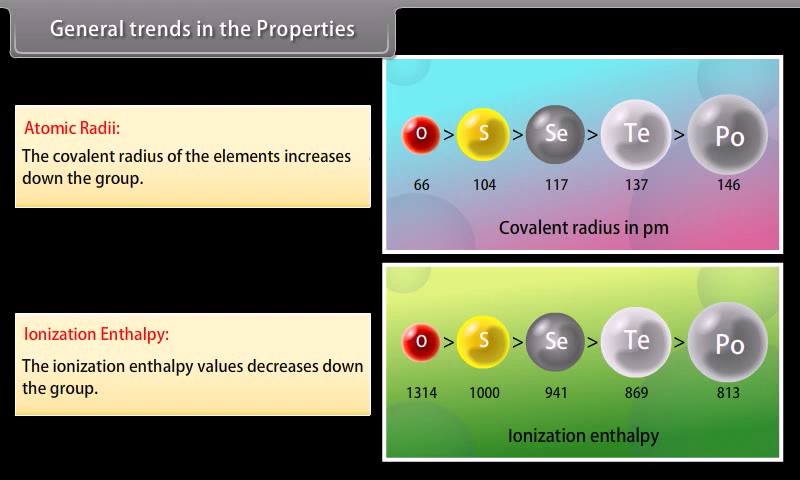 General trends in the Properties
Atomic Radii:
The covalent radius of the elements increases
down the group.
O > S > Se > Te > Po
66 104 117 137 146
Covalent radius in pm
Ionization Enthalpy:
The ionization enthalpy values decreases down
the group.
O > S > Se > Te > Po
1314 1000 941 869 813
Ionization enthalpy